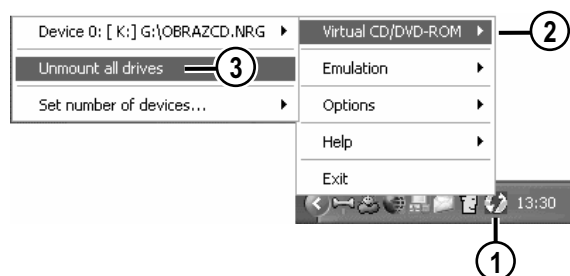 Device 0: [ K:] G:\OBRAZCD.NRG
Unmount all drives
3
Set number of devices...
Virtual CD/DVD-ROM
2
Emulation
Options
Help
Exit
13:30
1